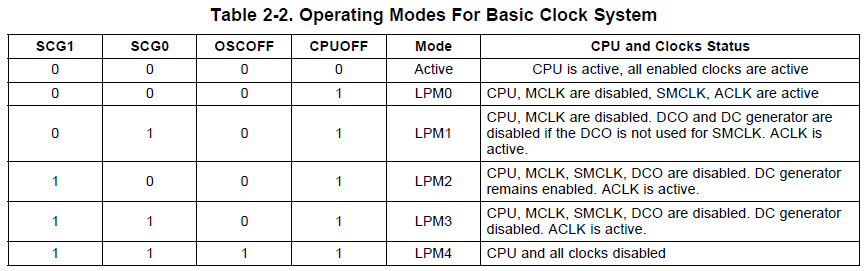 Table 2-2. Operating Modes For Basic Clock System
SCG1 SCG0 OSCOFF CPUOFF Mode CPU and Clocks Status
0 0 0 0 Active CPU is active, all enabled clocks are active
0 0 0 1 LPM0 CPU, MCLK are disabled, SMCLK, ACLK are active
0 1 0 1 LPM1 CPU, MCLK are disabled. DCO and DC generator are
disabled if the DCO is not used for SMCLK. ACLK is
active.
1 0 0 1 LPM2 CPU, MCLK, SMCLK, DCO are disabled. DC generator
remains enabled. ACLK is active.
1 1 0 1 LPM3 CPU, MCLK, SMCLK, DCO are disabled. DC generator
disabled. ACLK is active.
1 1 1 1 LPM4 CPU and all clocks disabled